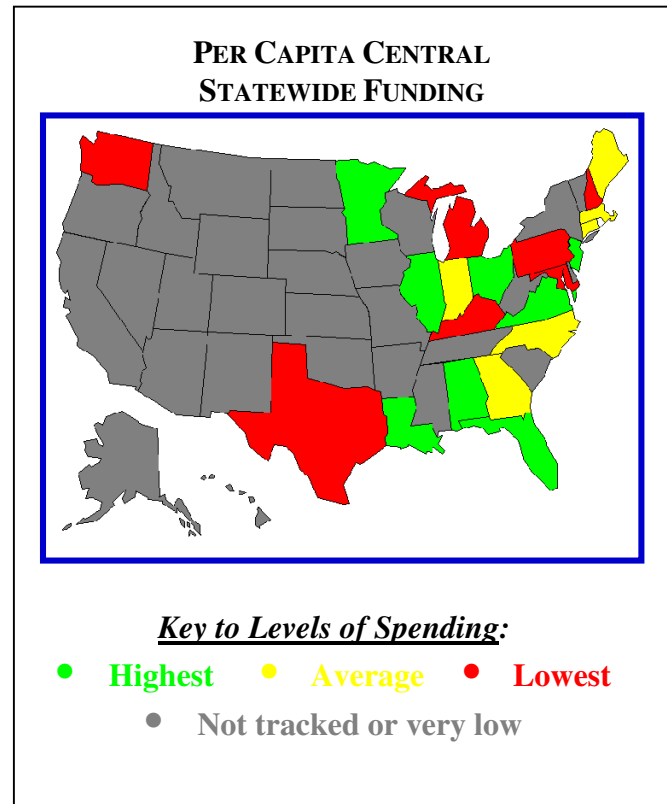 PER CAPITA CENTRAL
STATEWIDE FUNDING
Key to Levels of Spending:
• Highest • Average • Lowest
• Not tracked or very low